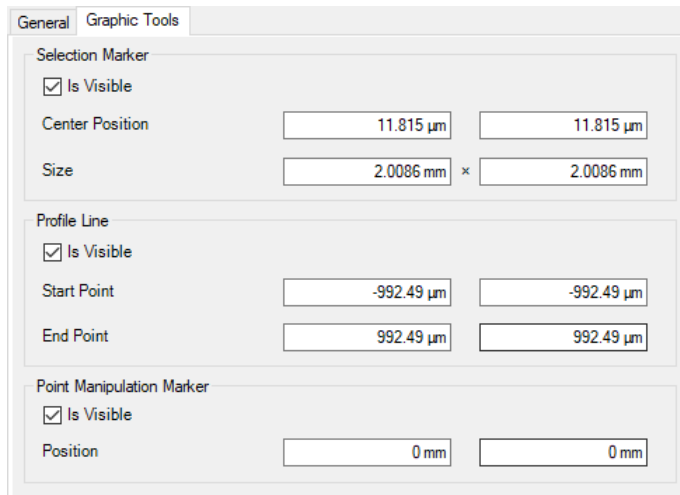 General Graphic Tools
Selection Marker
Is Visible
Center Position 11.815 µm 11.815 µm
Size 2.0086 mm × 2.0086 mm
Profile Line
Is Visible
Start Point -992.49 µm -992.49 µm
End Point 992.49 µm 992.49 µm
Point Manipulation Marker
Is Visible
Position 0 mm 0 mm